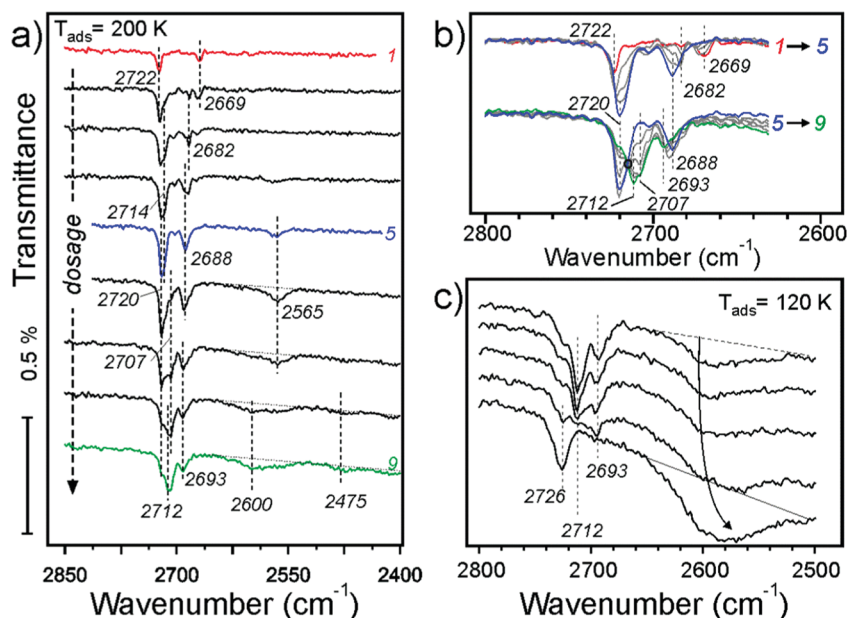 a)
T_ads = 200 K
1
2722
2669
2682
2714
dosage
5
2688
2720
2565
2707
9
2693
2600
2475
2712
0.5 %
Transmittance
2850 2700 2550 2400
Wavenumber (cm⁻¹)
b)
2722
1 → 5
2669
2682
2720
5 → 9
2688
2693
2712
2707
2800 2700 2600
Wavenumber (cm⁻¹)
c)
T_ads= 120 K
2693
2726
2712
2800 2700 2600 2500
Wavenumber (cm⁻¹)